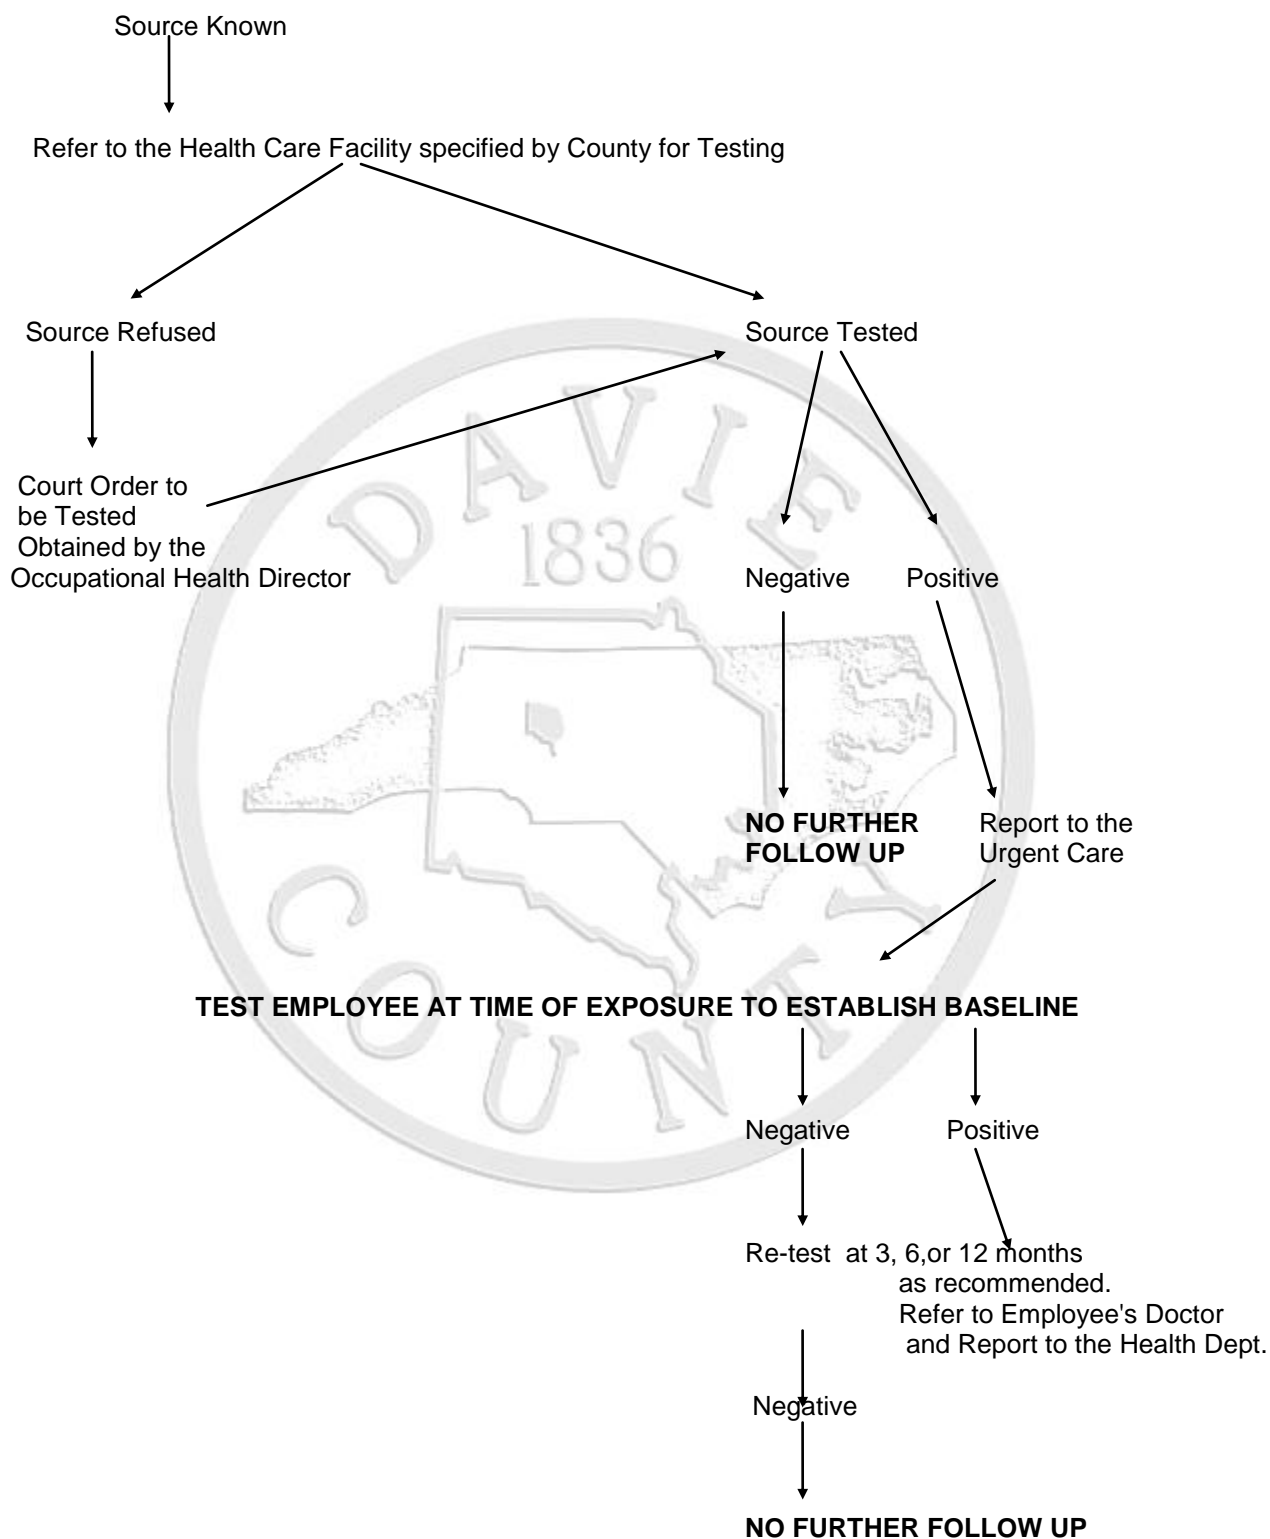 Source Known
Refer to the Health Care Facility specified by County for Testing
Source Refused
Source Tested
Court Order to
be Tested
Obtained by the
Occupational Health Director
DAVIE
1836
COUNTY
Negative
Positive
NO FURTHER
FOLLOW UP
Report to the
Urgent Care
TEST EMPLOYEE AT TIME OF EXPOSURE TO ESTABLISH BASELINE
Negative
Positive
Re-test at 3, 6,or 12 months
as recommended.
Refer to Employee's Doctor
and Report to the Health Dept.
Negative
NO FURTHER FOLLOW UP